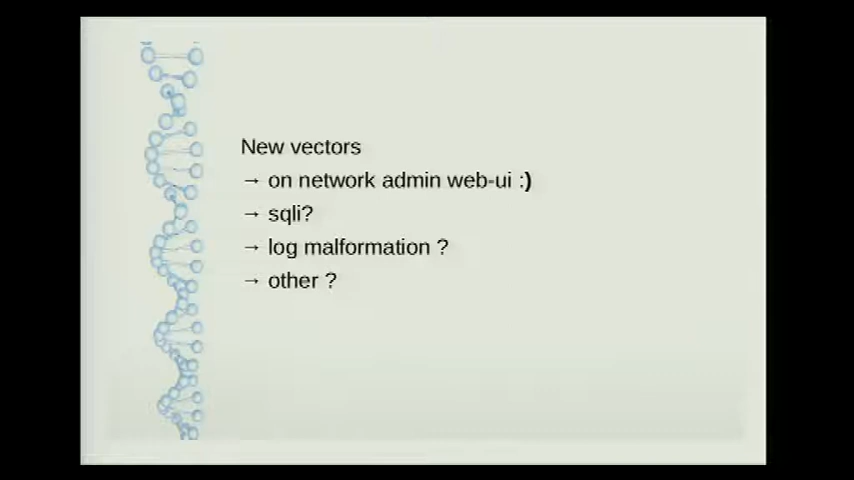 New vectors
→ on network admin web-ui :)
→ sqli?
→ log malformation ?
→ other ?